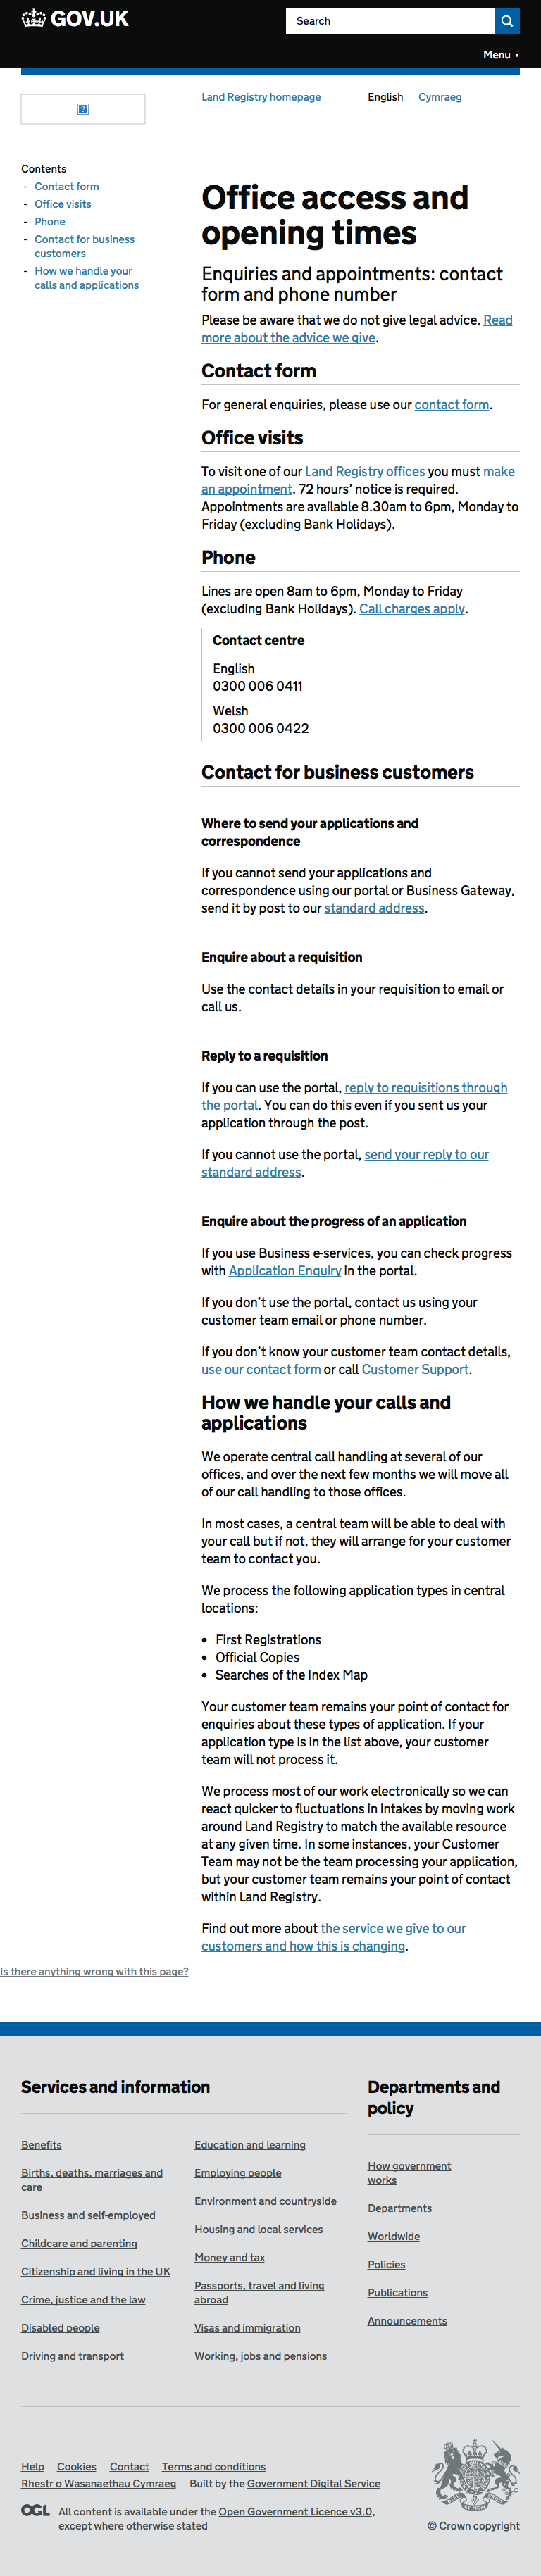 GOV.UK
Search
Menu ▼
Land Registry homepage
English | Cymraeg
Contents
- Contact form
- Office visits
- Phone
- Contact for business
customers
- How we handle your
calls and applications
Office access and
opening times
Enquiries and appointments: contact
form and phone number
Please be aware that we do not give legal advice. Read
more about the advice we give.
Contact form
For general enquiries, please use our contact form.
Office visits
To visit one of our Land Registry offices you must make
an appointment. 72 hours’ notice is required.
Appointments are available 8.30am to 6pm, Monday to
Friday (excluding Bank Holidays).
Phone
Lines are open 8am to 6pm, Monday to Friday
(excluding Bank Holidays). Call charges apply.
Contact centre
English
0300 006 0411
Welsh
0300 006 0422
Contact for business customers
Where to send your applications and
correspondence
If you cannot send your applications and
correspondence using our portal or Business Gateway,
send it by post to our standard address.
Enquire about a requisition
Use the contact details in your requisition to email or
call us.
Reply to a requisition
If you can use the portal, reply to requisitions through
the portal. You can do this even if you sent us your
application through the post.
If you cannot use the portal, send your reply to our
standard address.
Enquire about the progress of an application
If you use Business e-services, you can check progress
with Application Enquiry in the portal.
If you don’t use the portal, contact us using your
customer team email or phone number.
If you don’t know your customer team contact details,
use our contact form or call Customer Support.
How we handle your calls and
applications
We operate central call handling at several of our
offices, and over the next few months we will move all
of our call handling to those offices.
In most cases, a central team will be able to deal with
your call but if not, they will arrange for your customer
team to contact you.
We process the following application types in central
locations:
• First Registrations
• Official Copies
• Searches of the Index Map
Your customer team remains your point of contact for
enquiries about these types of application. If your
application type is in the list above, your customer
team will not process it.
We process most of our work electronically so we can
react quicker to fluctuations in intakes by moving work
around Land Registry to match the available resource
at any given time. In some instances, your Customer
Team may not be the team processing your application,
but your customer team remains your point of contact
within Land Registry.
Find out more about the service we give to our
customers and how this is changing.
Is there anything wrong with this page?
Services and information
Benefits
Births, deaths, marriages and
care
Business and self-employed
Childcare and parenting
Citizenship and living in the UK
Crime, justice and the law
Disabled people
Driving and transport
Education and learning
Employing people
Environment and countryside
Housing and local services
Money and tax
Passports, travel and living
abroad
Visas and immigration
Working, jobs and pensions
Departments and
policy
How government
works
Departments
Worldwide
Policies
Publications
Announcements
Help Cookies Contact Terms and conditions
Rhestr o Wasanaethau Cymraeg Built by the Government Digital Service
OGL All content is available under the Open Government Licence v3.0,
except where otherwise stated
© Crown copyright